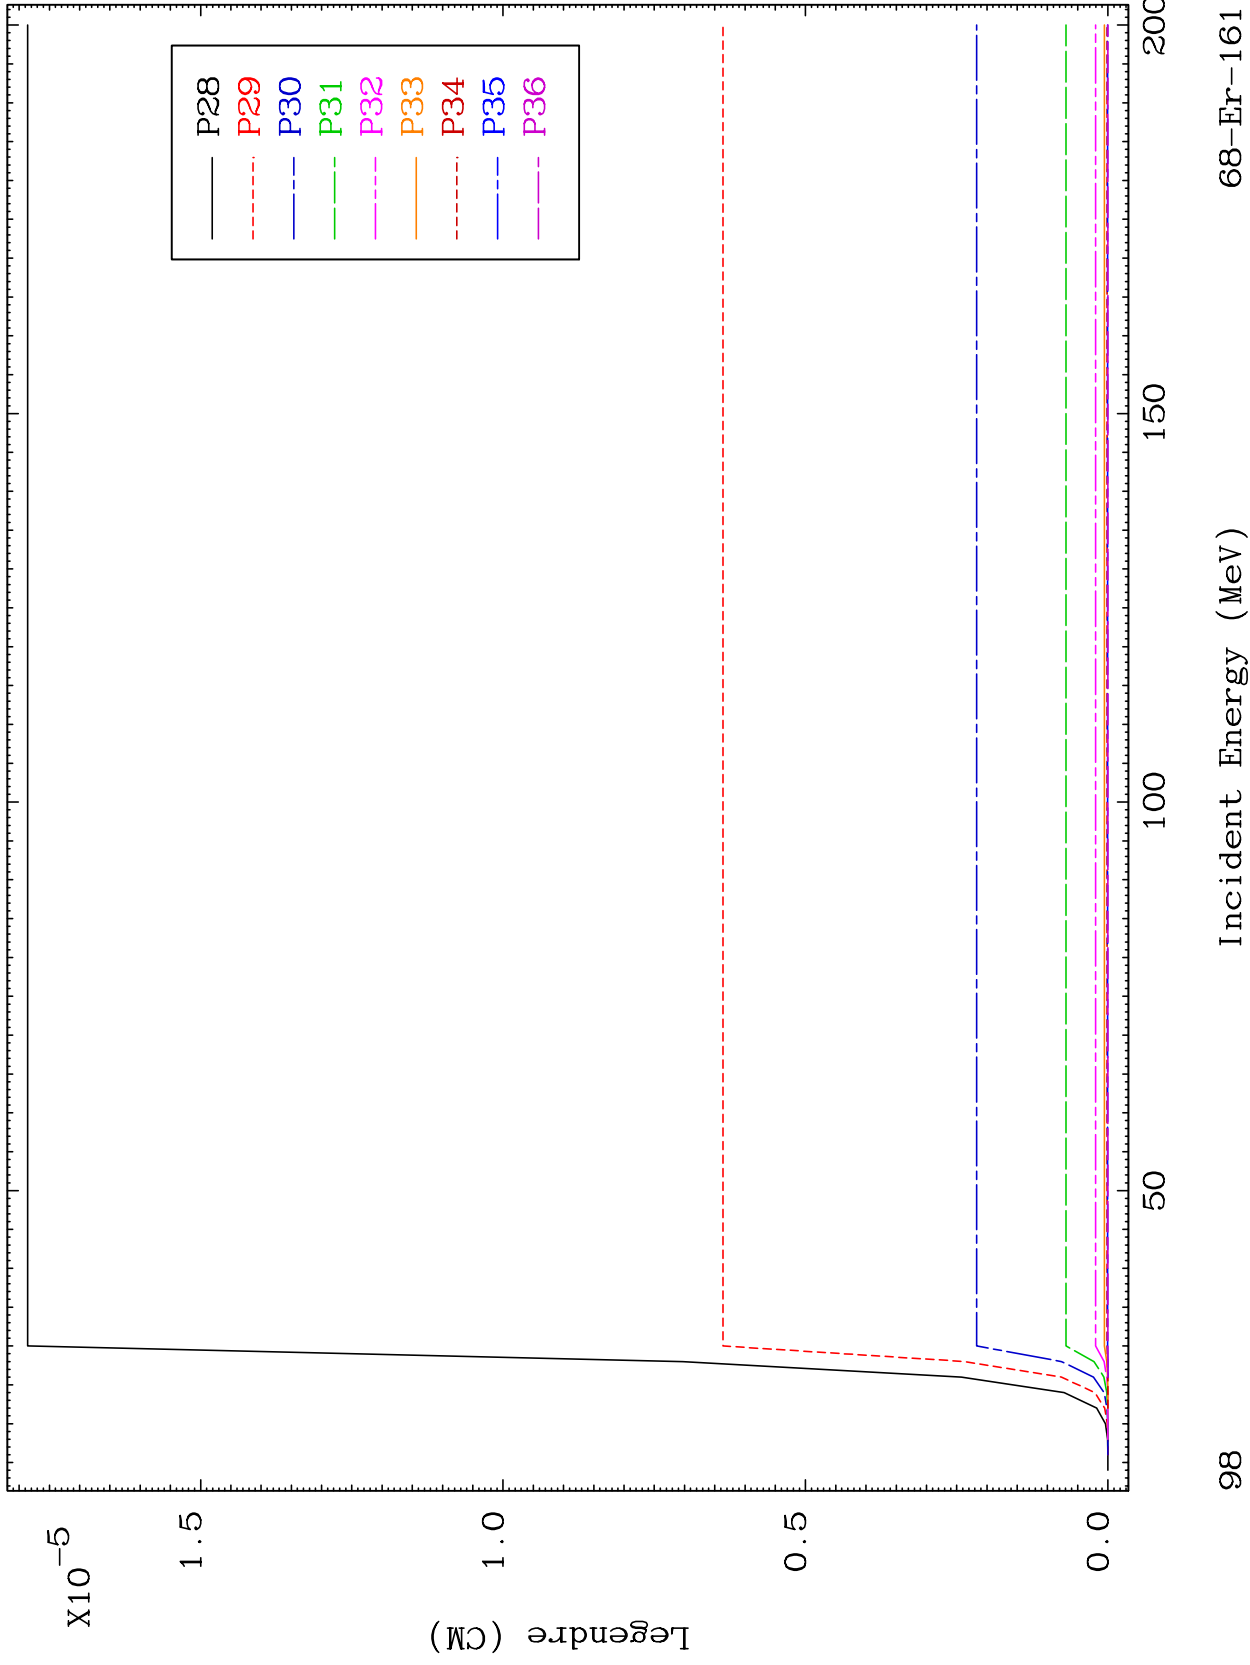 X10-5
Legendre (CM)
1.5
1.0
0.5
0.0
50
100
150
200
Incident Energy (MeV)
P28
P29
P30
P31
P32
P33
P34
P35
P36
98
68-Er-161